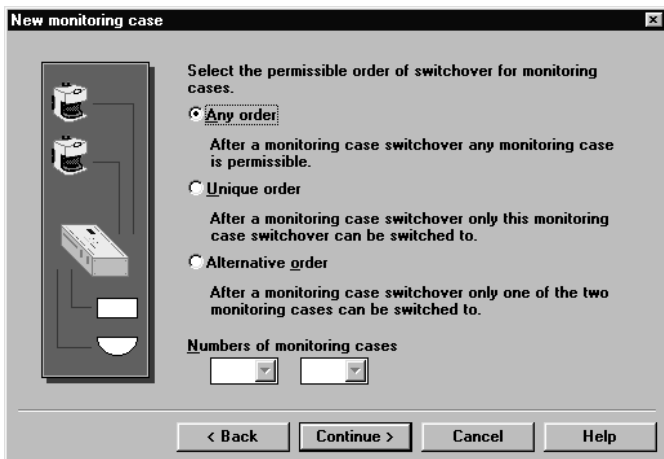 New monitoring case
Select the permissible order of switchover for monitoring
cases.
Any order
After a monitoring case switchover any monitoring case
is permissible.
Unique order
After a monitoring case switchover only this monitoring
case switchover can be switched to.
Alternative order
After a monitoring case switchover only one of the two
monitoring cases can be switched to.
Numbers of monitoring cases
< Back
Continue >
Cancel
Help